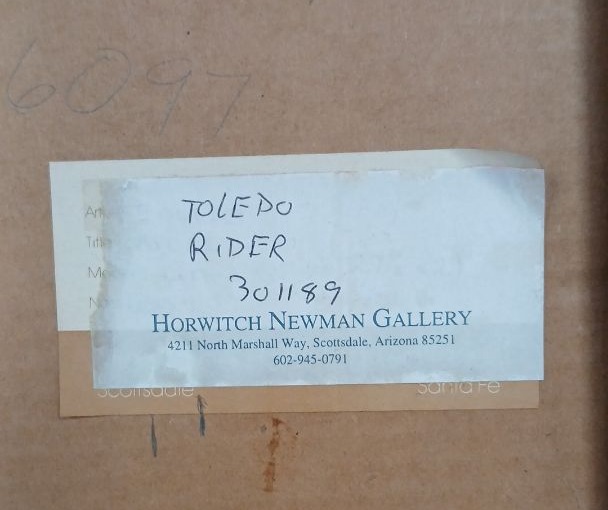 6097
TOLEDO
RIDER
301189
HORWITCH NEWMAN GALLERY
4211 North Marshall Way, Scottsdale, Arizona 85251
602-945-0791
Scottsdale Santa Fe